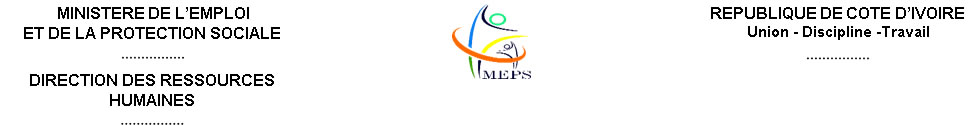 MINISTERE DE L'EMPLOI
ET DE LA PROTECTION SOCIALE
................
DIRECTION DES RESSOURCES
HUMAINES
................
MEPS
REPUBLIQUE DE COTE D'IVOIRE
Union - Discipline -Travail
................